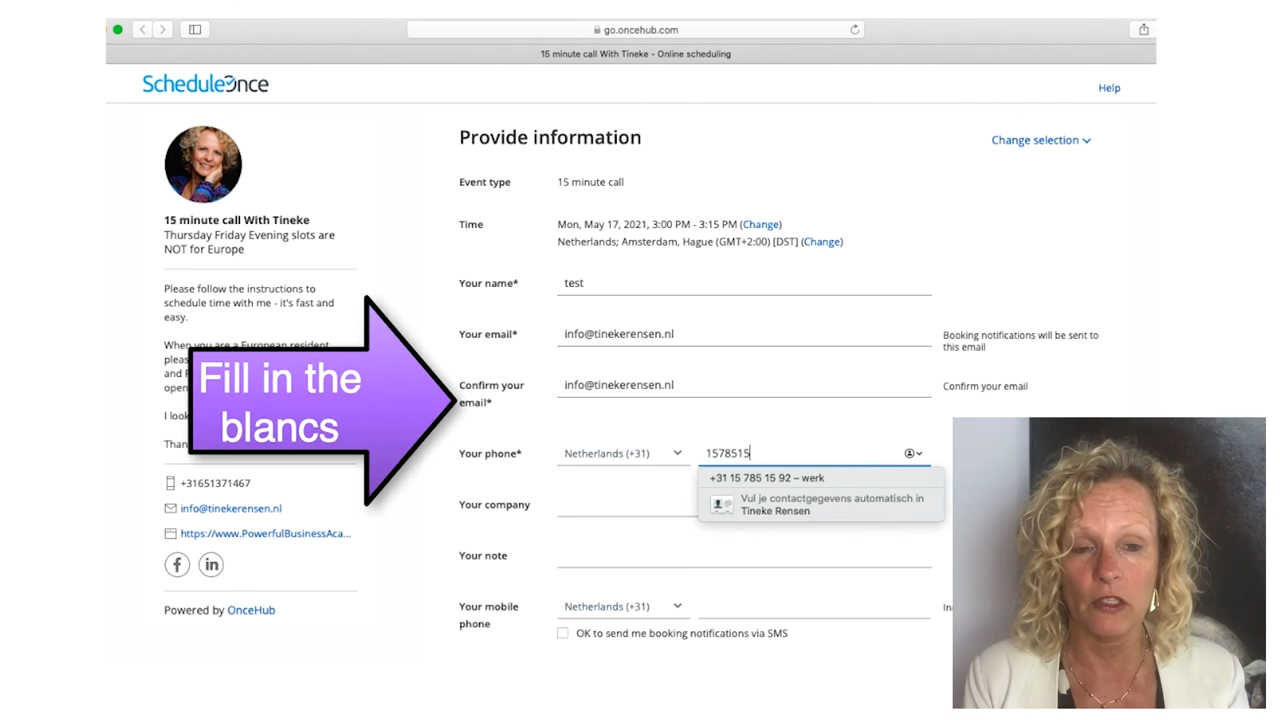 go.oncehub.com
15 minute call With Tineke - Online scheduling
ScheduleOnce
Help
15 minute call With Tineke
Thursday Friday Evening slots are
NOT for Europe
Please follow the instructions to
schedule time with me - it's fast and
easy.
When you are a European resident
and
I look
+31651371467
info@tinekerensen.nl
https://www.PowerfulBusinessAca...
Powered by OnceHub
Fill in the
blancs
Provide information
Change selection
Event type 15 minute call
Time Mon, May 17, 2021, 3:00 PM - 3:15 PM (Change)
Netherlands; Amsterdam, Hague (GMT+2:00) [DST] (Change)
Your name* test
Your email* info@tinekerensen.nl Booking notifications will be sent to
this email
Confirm your
email* info@tinekerensen.nl Confirm your email
Your phone* Netherlands (+31) 1578515
+31 15 785 15 92 – werk
Vul je contactgegevens automatisch in
Tineke Rensen
Your company
Your note
Your mobile
phone Netherlands (+31)
OK to send me booking notifications via SMS